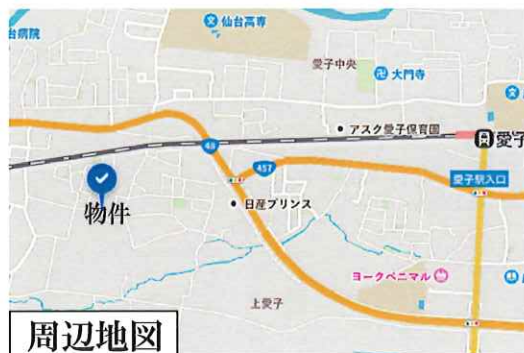 仙台高専
台病院
愛子中央
大門寺
アスク愛子保育園
愛子
48
457
愛子駅入口
物件
日産プリンス
ヨークベニマル
上愛子
周辺地図